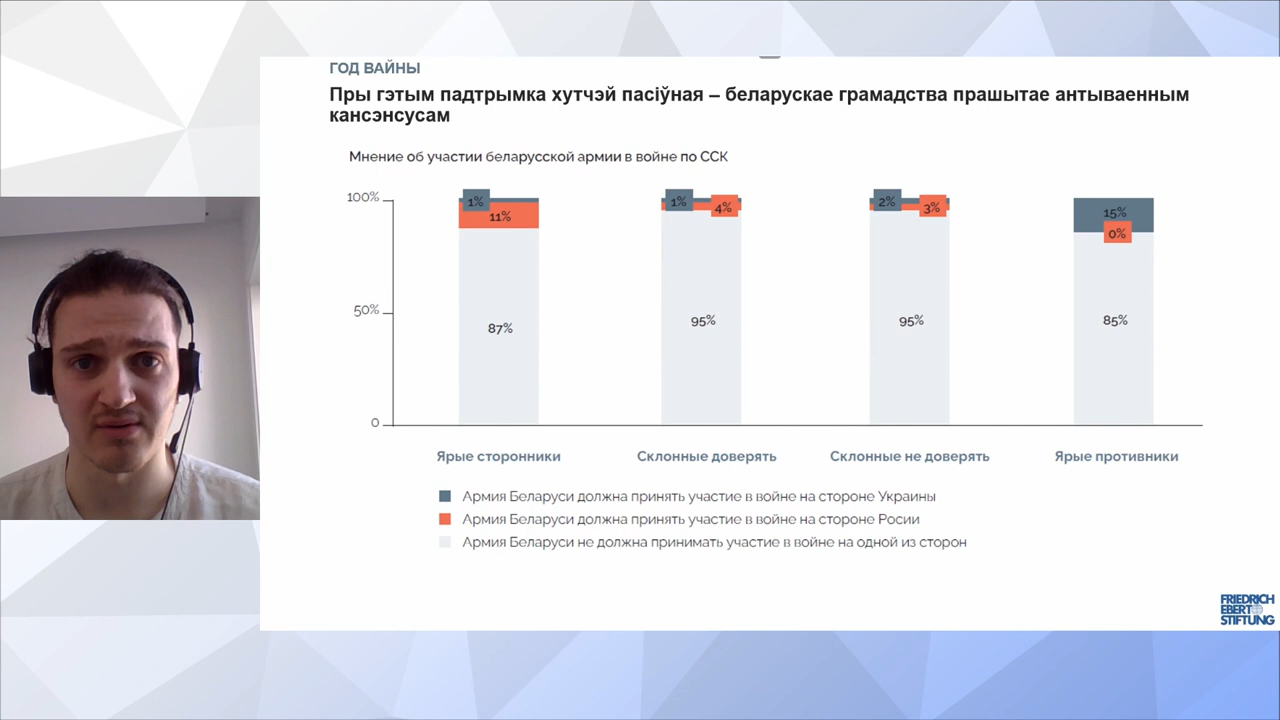 ГОД ВАЙНЫ
Пры гэтым падтрымка хутчэй пасіўная – беларускае грамадства прашытае антываенным
кансэнсусам
Мнение об участии беларусской армии в войне по ССК
100%
50%
0
1%
11%
87%
1%
4%
95%
2%
3%
95%
15%
0%
85%
Ярые сторонники
Склонные доверять
Склонные не доверять
Ярые противники
Армия Беларуси должна принять участие в войне на стороне Украины
Армия Беларуси должна принять участие в войне на стороне Росии
Армия Беларуси не должна принимать участие в войне на одной из сторон
FRIEDRICH
EBERT
STIFTUNG